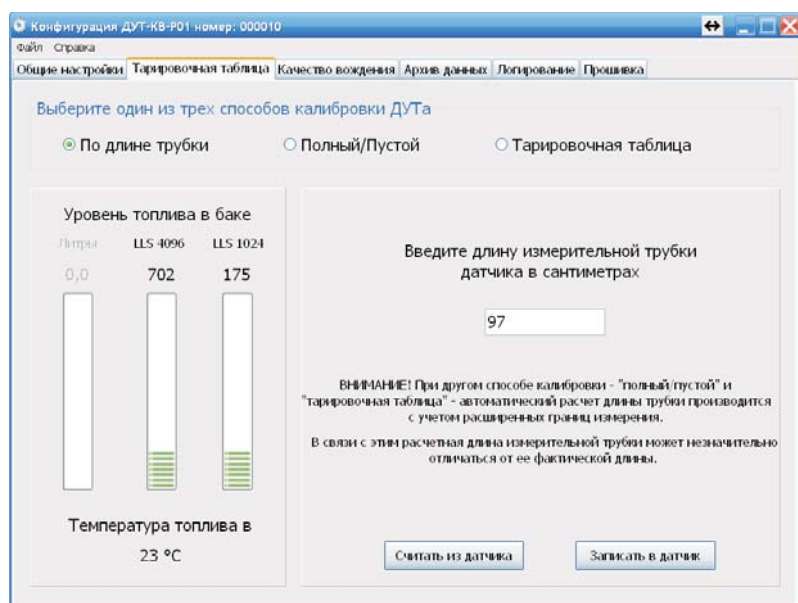 Конфигурация ДУТ-КВ-Р01 номер: 000010
Файл Справка
Общие настройки Тарировочная таблица Качество вождения Архив данных Логирование Прошивка
Выберите один из трех способов калибровки ДУТа
По длине трубки Полный/Пустой Тарировочная таблица
Уровень топлива в баке
Литры LLS 4096 LLS 1024
0,0 702 175
Температура топлива в
23 °C
Введите длину измерительной трубки
датчика в сантиметрах
97
ВНИМАНИЕ! При другом способе калибровки - "полный/пустой" и
"тарировочная таблица" - автоматический расчет длины трубки производится
с учетом расширенных границ измерения.
В связи с этим расчетная длина измерительной трубки может незначительно
отличаться от ее фактической длины.
Считать из датчика Записать в датчик